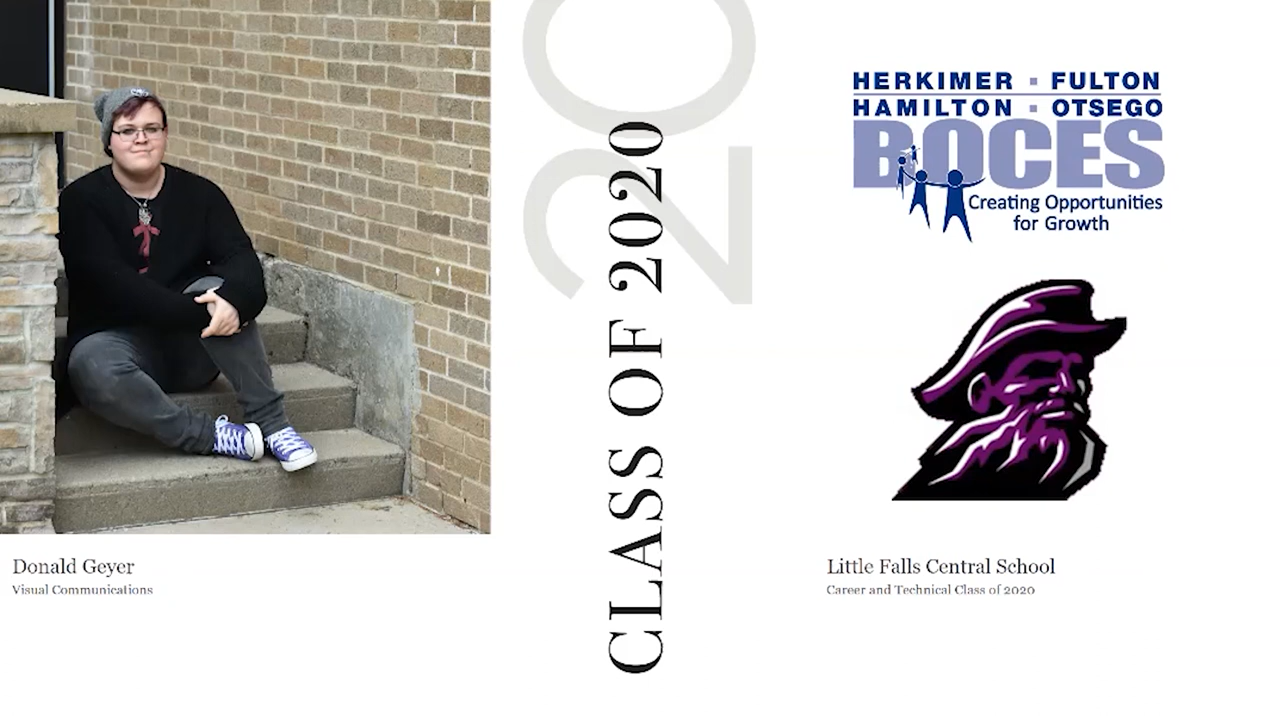 Donald Geyer
Visual Communications
20
CLASS OF 2020
HERKIMER ▪ FULTON
HAMILTON ▪ OTSEGO
BOCES
Creating Opportunities
for Growth
Little Falls Central School
Career and Technical Class of 2020